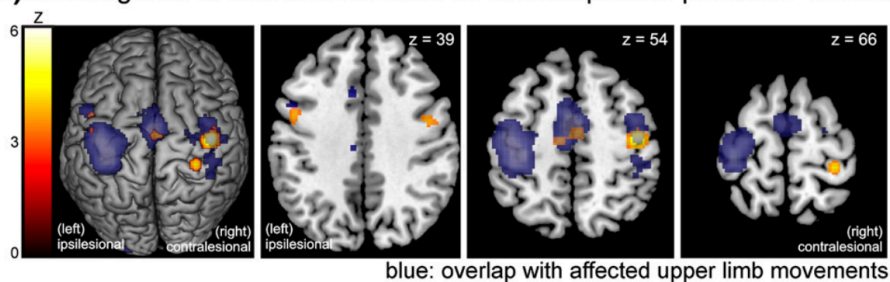 z
6
3
0
(left)
ipsilesional
(right)
contralesional
z = 39
(left)
ipsilesional
z = 54
z = 66
(right)
contralesional
blue: overlap with affected upper limb movements